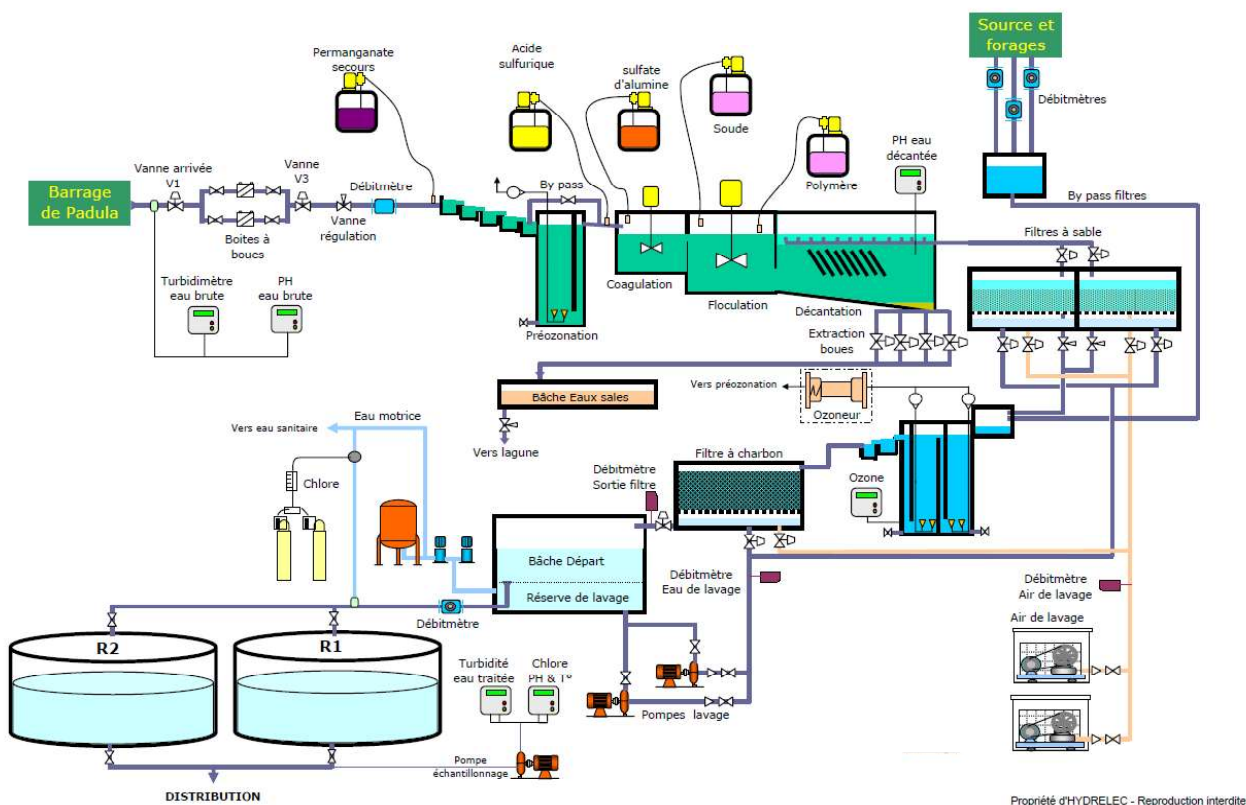 Source et
forages
Débitmètres
Permanganate
secours
Acide
sulfurique
sulfate
d'alumine
Soude
Polymère
PH eau
décantée
By pass filtres
Barrage
de Padula
Vanne arrivée
V1
Vanne
V3
Débitmètre
Vanne
régulation
Boites à
boues
By pass
Turbidimètre
eau brute
PH
eau brute
Préozonation
Coagulation
Floculation
Décantation
Extraction
boues
Filtres à sable
Bâche Eaux sales
Vers lagune
Vers préozonation
Ozoneur
Eau motrice
Vers eau sanitaire
Chlore
Débitmètre
Sortie filtre
Filtre à charbon
Ozone
Bâche Départ
Réserve de lavage
Débitmètre
Eau de lavage
Débitmètre
Air de lavage
Air de lavage
Débitmètre
R2
R1
Turbidité
eau traitée
Chlore
PH & T°
Pompes lavage
Pompe
échantillonnage
DISTRIBUTION
Propriété d'HYDRELEC - Reproduction interdite